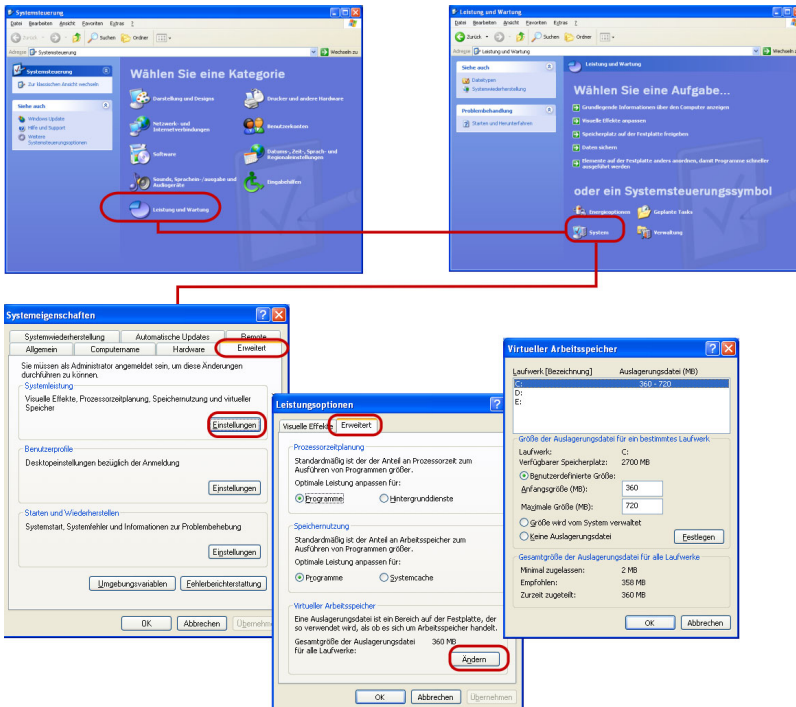 Systemsteuerung
Datei Bearbeiten Ansicht Favoriten Extras ?
Zurück Suchen Ordner
Adresse Systemsteuerung Wechseln zu
Systemsteuerung
Zur klassischen Ansicht wechseln
Siehe auch
Windows Update
Hilfe und Support
Weitere
Systemsteuerungsoptionen
Wählen Sie eine Kategorie
Darstellung und Designs
Drucker und andere Hardware
Netzwerk- und
Internetverbindungen
Benutzerkonten
Software
Datums-, Zeit-, Sprach- und
Regionaleinstellungen
Sounds, Sprachein-/ausgabe und
Audiogeräte
Eingabehilfen
Leistung und Wartung
Leistung und Wartung
Datei Bearbeiten Ansicht Favoriten Extras ?
Zurück Suchen Ordner
Adresse Leistung und Wartung Wechseln
Siehe auch
Dateitypen
Systemwiederherstellung
Problembehandlung
Starten und Herunterfahren
Leistung und Wartung
Wählen Sie eine Aufgabe...
Grundlegende Informationen über den Computer anzeigen
Visuelle Effekte anpassen
Speicherplatz auf der Festplatte freigeben
Daten sichern
Elemente auf der Festplatte anders anordnen, damit Programme schneller
ausgeführt werden
oder ein Systemsteuerungssymbol
Energieoptionen
Geplante Tasks
System
Verwaltung
Systemeigenschaften
Systemwiederherstellung Automatische Updates Remote
Allgemein Computername Hardware Erweitert
Sie müssen als Administrator angemeldet sein, um diese Änderungen
durchführen zu können.
Systemleistung
Visuelle Effekte, Prozessorzeitplanung, Speichernutzung und virtueller
Speicher
Einstellungen
Benutzerprofile
Desktopeinstellungen bezüglich der Anmeldung
Einstellungen
Starten und Wiederherstellen
Systemstart, Systemfehler und Informationen zur Problembehebung
Einstellungen
Umgebungsvariablen Fehlerberichterstattung
OK Abbrechen Übernehm
Leistungsoptionen
Visuelle Effekte Erweitert
Prozessorzeitplanung
Standardmäßig ist der der Anteil an Prozessorzeit zum
Ausführen von Programmen größer.
Optimale Leistung anpassen für:
Programme Hintergrunddienste
Speichernutzung
Standardmäßig ist der Anteil an Arbeitsspeicher zum
Ausführen von Programmen größer.
Optimale Leistung anpassen für:
Programme Systemcache
Virtueller Arbeitsspeicher
Eine Auslagerungsdatei ist ein Bereich auf der Festplatte, der
so verwendet wird, als ob es sich um Arbeitsspeicher handelt.
Gesamtgröße der Auslagerungsdatei 360 MB
für alle Laufwerke:
Ändern
OK Abbrechen Übernehmen
Virtueller Arbeitsspeicher
Laufwerk [Bezeichnung] Auslagerungsdatei (MB)
C: 360 - 720
D:
E:
Größe der Auslagerungsdatei für ein bestimmtes Laufwerk
Laufwerk: C:
Verfügbarer Speicherplatz: 2700 MB
Benutzerdefinierte Größe:
Anfangsgröße (MB): 360
Maximale Größe (MB): 720
Größe wird vom System verwaltet
Keine Auslagerungsdatei
Festlegen
Gesamtgröße der Auslagerungsdatei für alle Laufwerke
Minimal zugelassen: 2 MB
Empfohlen: 358 MB
Zurzeit zugeteilt: 360 MB
OK Abbrechen